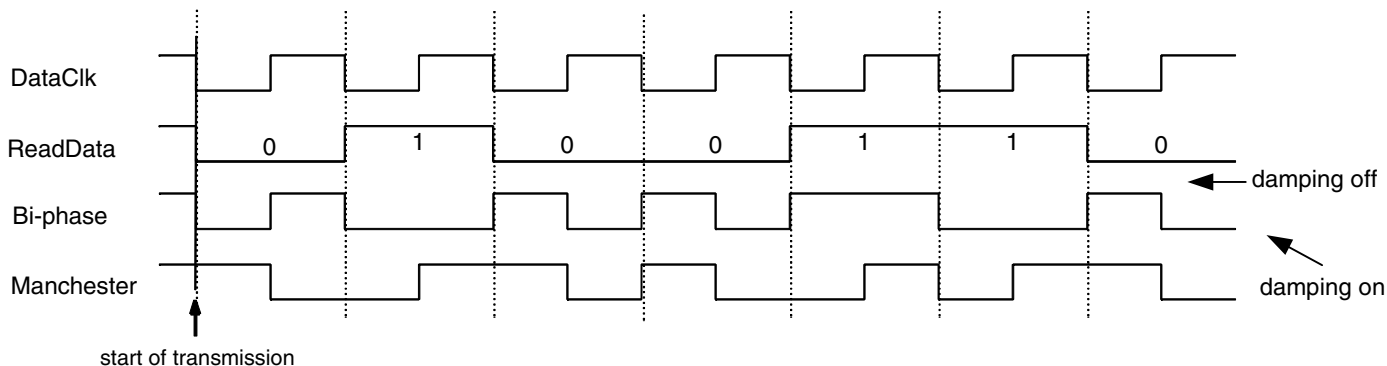 DataClk
ReadData
0 1 0 0 1 1 0
damping off
Bi-phase
Manchester
damping on
start of transmission